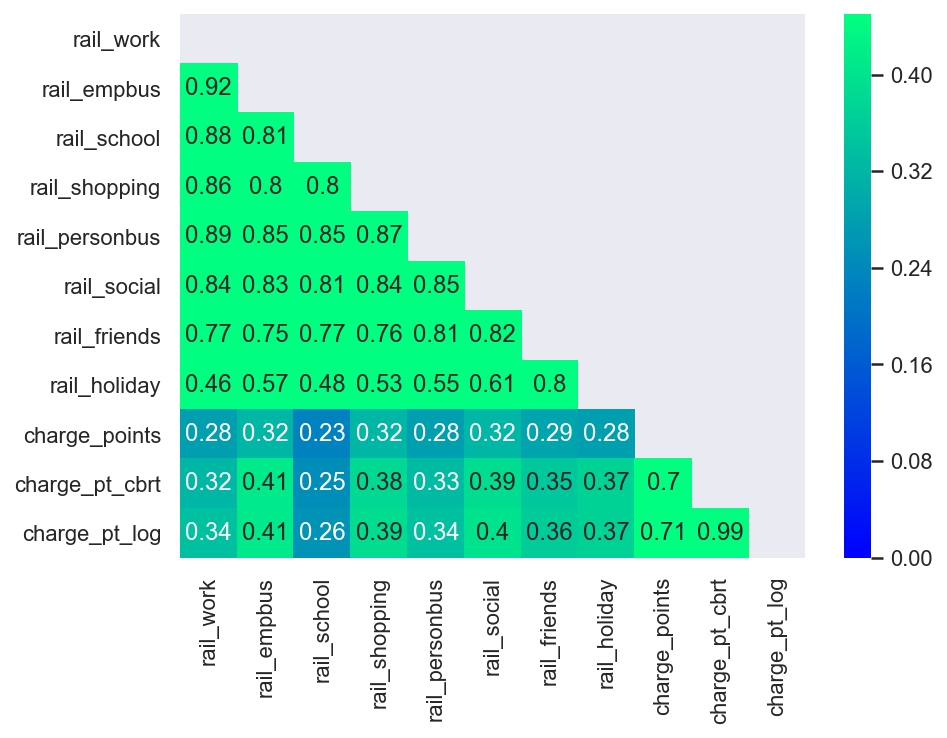 rail_work
rail_empbus 0.92
rail_school 0.88 0.81
rail_shopping 0.86 0.8 0.8
rail_personbus 0.89 0.85 0.85 0.87
rail_social 0.84 0.83 0.81 0.84 0.85
rail_friends 0.77 0.75 0.77 0.76 0.81 0.82
rail_holiday 0.46 0.57 0.48 0.53 0.55 0.61 0.8
charge_points 0.28 0.32 0.23 0.32 0.28 0.32 0.29 0.28
charge_pt_cbrt 0.32 0.41 0.25 0.38 0.33 0.39 0.35 0.37 0.7
charge_pt_log 0.34 0.41 0.26 0.39 0.34 0.4 0.36 0.37 0.71 0.99
rail_work
rail_empbus
rail_school
rail_shopping
rail_personbus
rail_social
rail_friends
rail_holiday
charge_points
charge_pt_cbrt
charge_pt_log
0.40
0.32
0.24
0.16
0.08
0.00